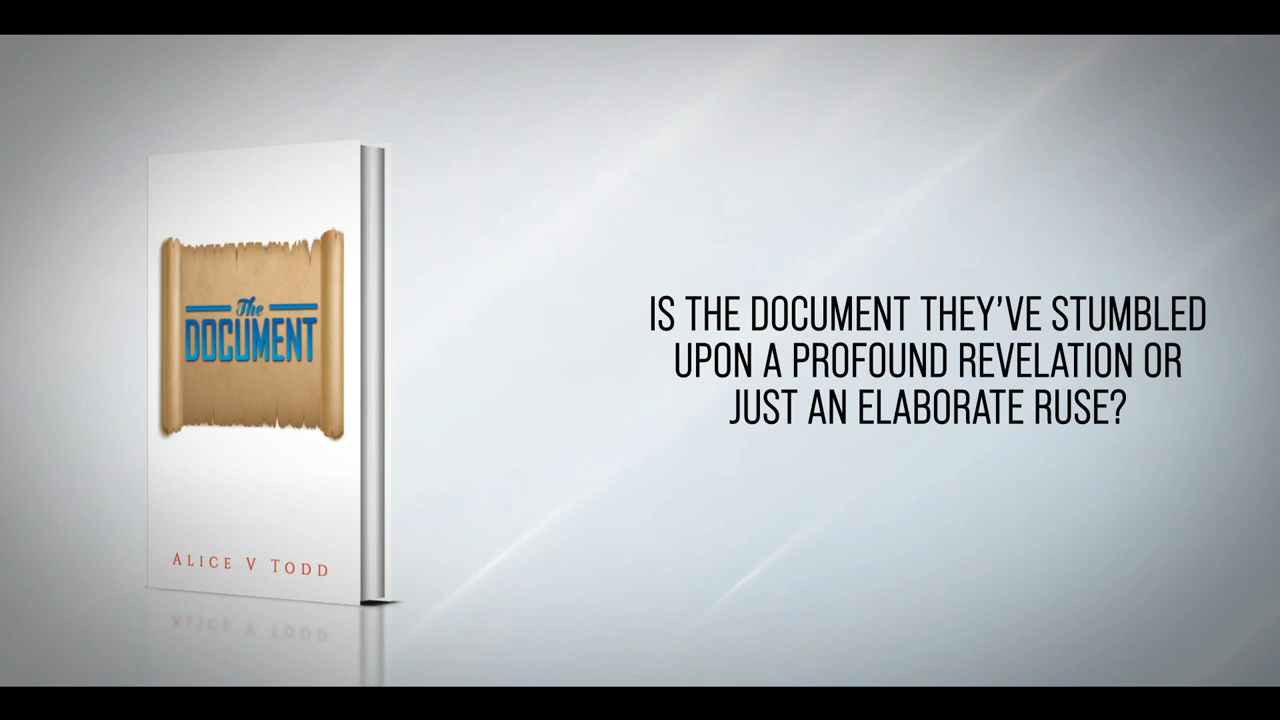 The
DOCUMENT
ALICE V TODD
IS THE DOCUMENT THEY'VE STUMBLED
UPON A PROFOUND REVELATION OR
JUST AN ELABORATE RUSE?